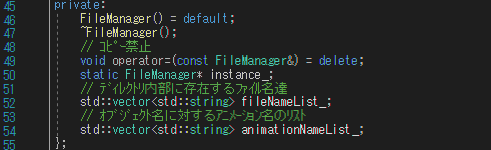 45 private:
46 FileManager() = default;
47 ~FileManager();
48 // ｺﾋﾟｰ禁止
49 void operator=(const FileManager&) = delete;
50 static FileManager* instance_;
51 // ﾃﾞｨﾚｸﾄﾘ内部に存在するﾌｧｲﾙ名達
52 std::vector<std::string> fileNameList_;
53 // ｵﾌﾞｼﾞｪｸﾄ名に対するｱﾆﾒｰｼｮﾝ名のﾘｽﾄ
54 std::vector<std::string> animationNameList_;
55 };